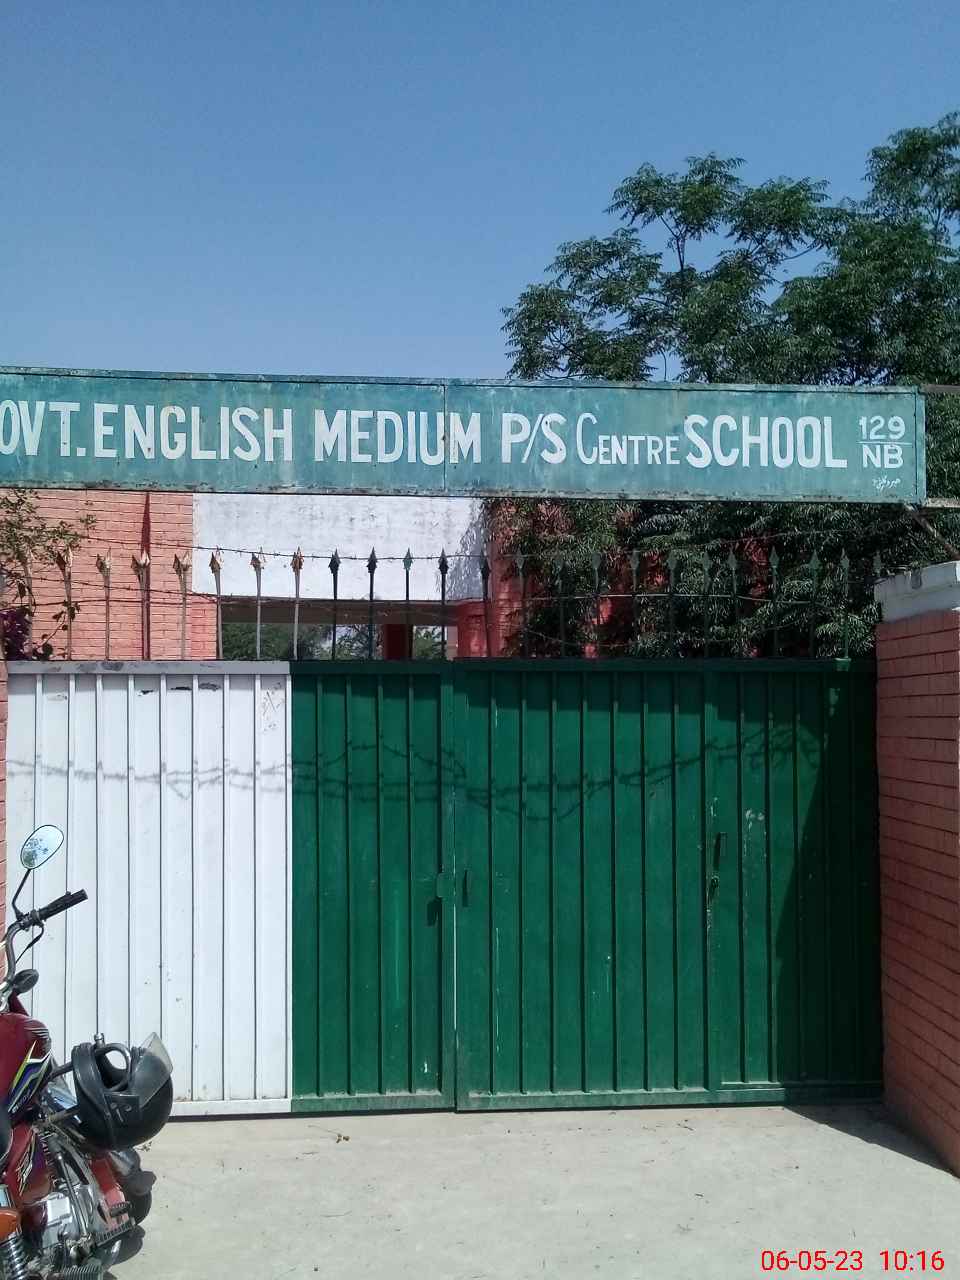 OVT. ENGLISH MEDIUM P/S CENTRE SCHOOL 129/NB
06-05-23 10:16